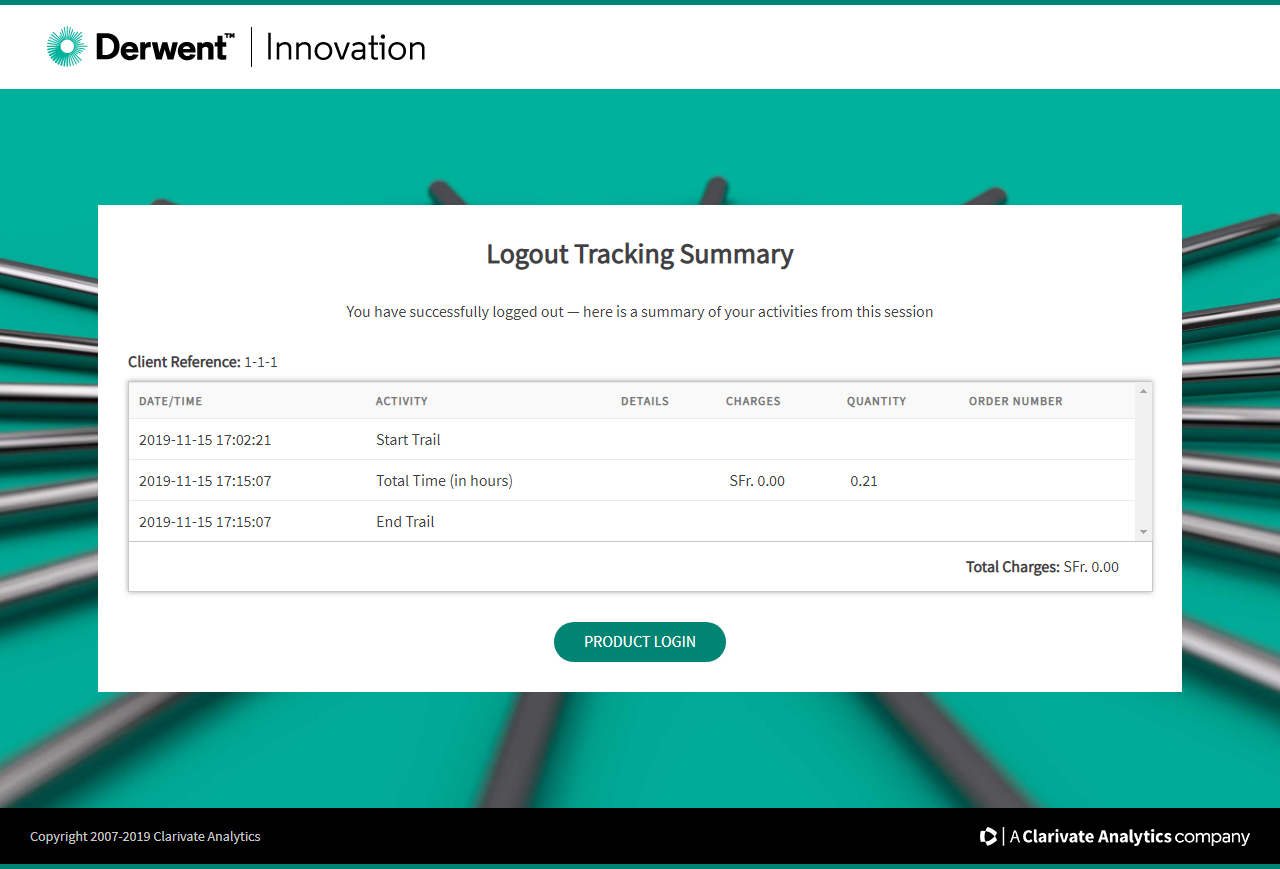 Derwent™ | Innovation
Logout Tracking Summary
You have successfully logged out — here is a summary of your activities from this session
Client Reference: 1-1-1
DATE/TIME ACTIVITY DETAILS CHARGES QUANTITY ORDER NUMBER
2019-11-15 17:02:21 Start Trail
2019-11-15 17:15:07 Total Time (in hours) SFr. 0.00 0.21
2019-11-15 17:15:07 End Trail
Total Charges: SFr. 0.00
PRODUCT LOGIN
Copyright 2007-2019 Clarivate Analytics
A Clarivate Analytics company